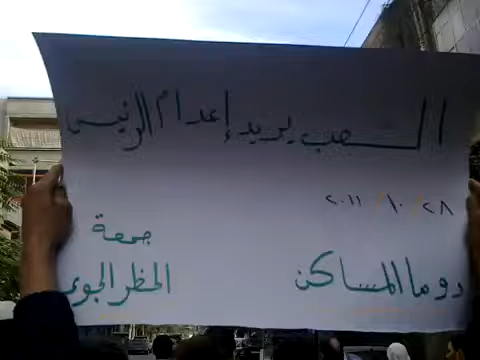 الشعب يريد إعدام الرئيس
٢٨/١٠/٢٠١١
دوما المساكن
جمعة
الحظر الجوي